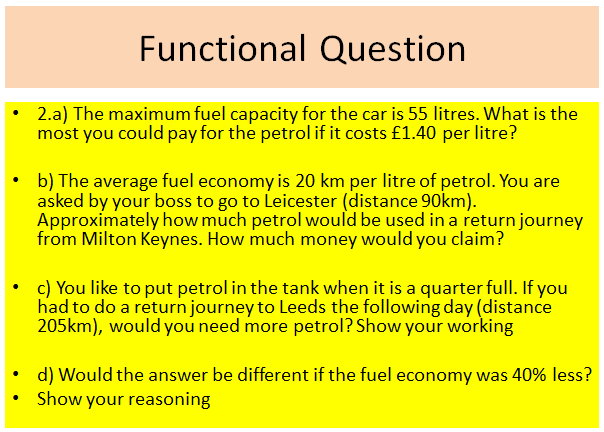 Functional Question
• 2.a) The maximum fuel capacity for the car is 55 litres. What is the
most you could pay for the petrol if it costs £1.40 per litre?
• b) The average fuel economy is 20 km per litre of petrol. You are
asked by your boss to go to Leicester (distance 90km).
Approximately how much petrol would be used in a return journey
from Milton Keynes. How much money would you claim?
• c) You like to put petrol in the tank when it is a quarter full. If you
had to do a return journey to Leeds the following day (distance
205km), would you need more petrol? Show your working
• d) Would the answer be different if the fuel economy was 40% less?
• Show your reasoning